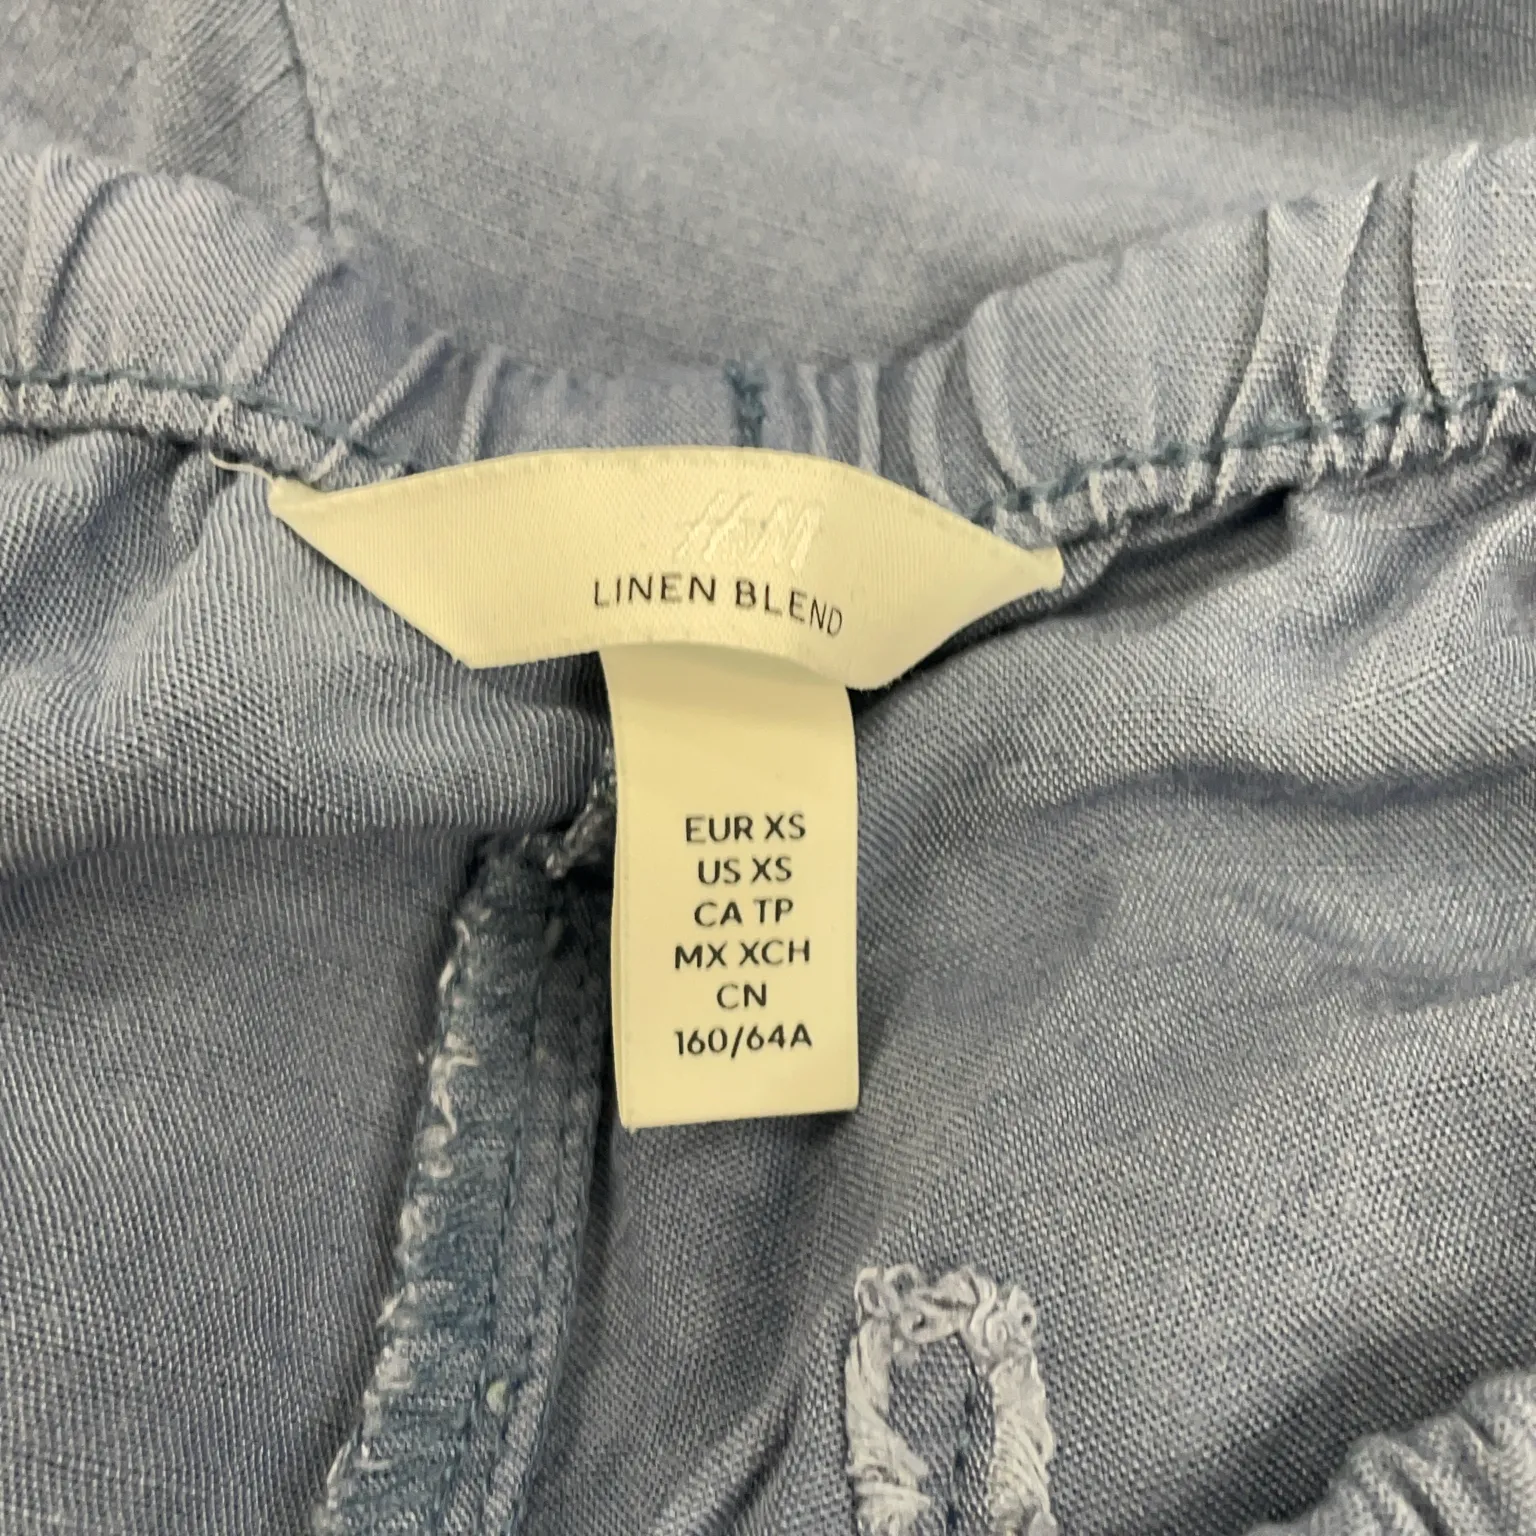 H&M
LINEN BLEND
EUR XS
US XS
CA TP
MX XCH
CN
160/64A